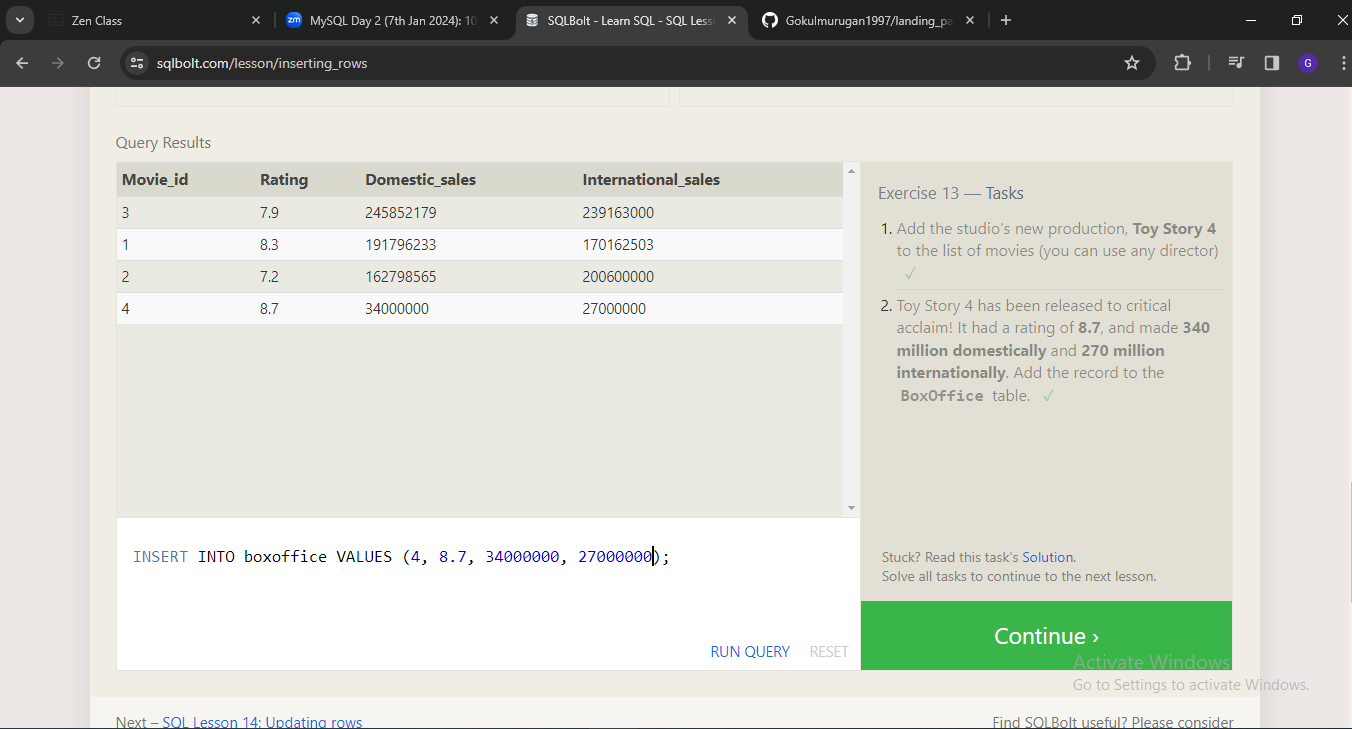 Zen Class
MySQL Day 2 (7th Jan 2024): 10
SQLBolt - Learn SQL - SQL Less
Gokulmurugan1997/landing_pa
sqlbolt.com/lesson/inserting_rows
G
Query Results
Movie_id Rating Domestic_sales International_sales
3 7.9 245852179 239163000
1 8.3 191796233 170162503
2 7.2 162798565 200600000
4 8.7 34000000 27000000
Exercise 13 — Tasks
1. Add the studio's new production, Toy Story 4
to the list of movies (you can use any director)
✓
2. Toy Story 4 has been released to critical
acclaim! It had a rating of 8.7, and made 340
million domestically and 270 million
internationally. Add the record to the
BoxOffice table. ✓
INSERT INTO boxoffice VALUES (4, 8.7, 34000000, 27000000);
RUN QUERY RESET
Stuck? Read this task's Solution.
Solve all tasks to continue to the next lesson.
Continue ›
Activate Windows
Go to Settings to activate Windows.
Next – SQL Lesson 14: Updating rows
Find SQLBolt useful? Please consider